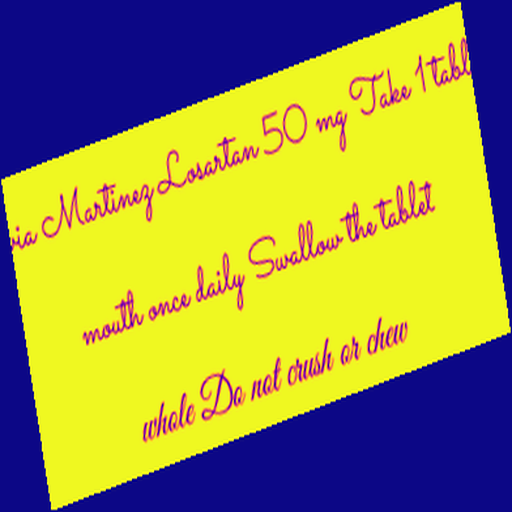 Martinez Losartan 50 mg Take 1
mouth once daily Swallow the tablet
whole Do not crush or chew